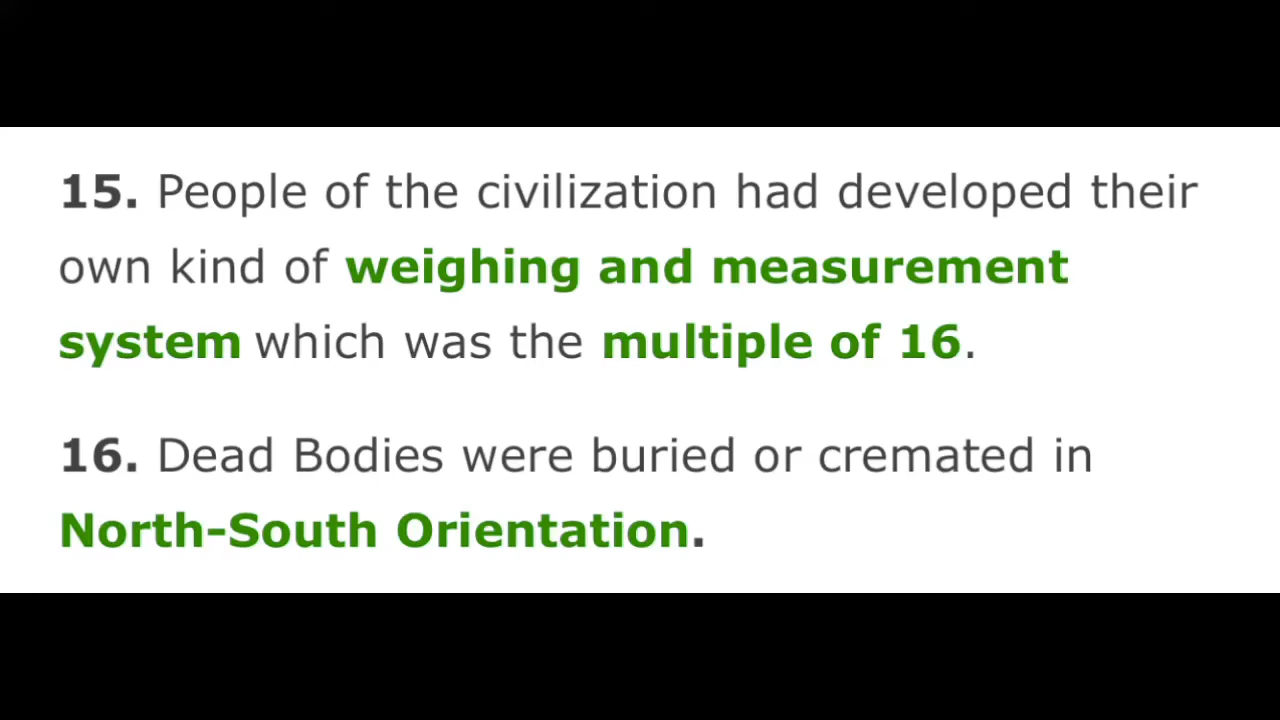 15. People of the civilization had developed their
own kind of weighing and measurement
system which was the multiple of 16.
16. Dead Bodies were buried or cremated in
North-South Orientation.